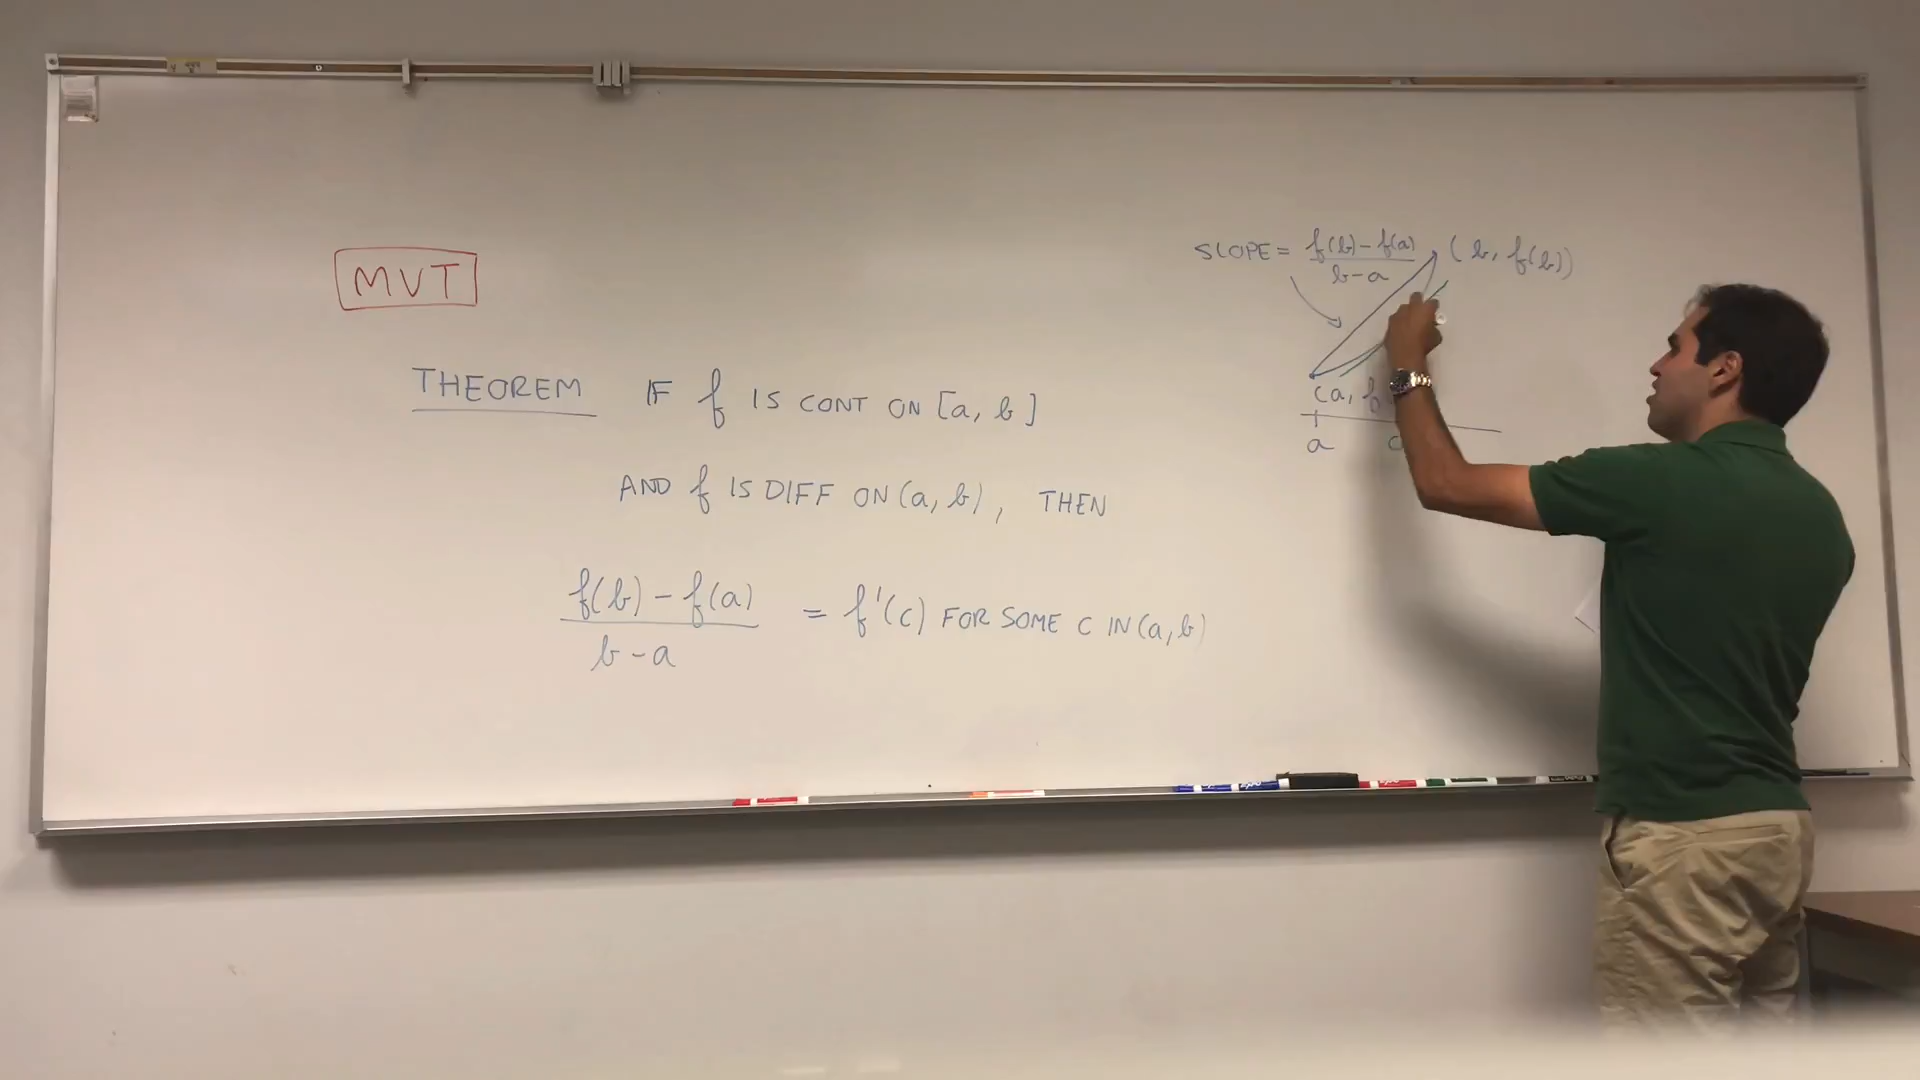 MVT
THEOREM IF f IS CONT ON [a, b]
AND f IS DIFF ON (a, b), THEN
f(b) - f(a)
b - a
= f'(c) FOR SOME C IN (a, b)
SLOPE = f(b) - f(a)
b - a
(b, f(b))
(a, f
a c